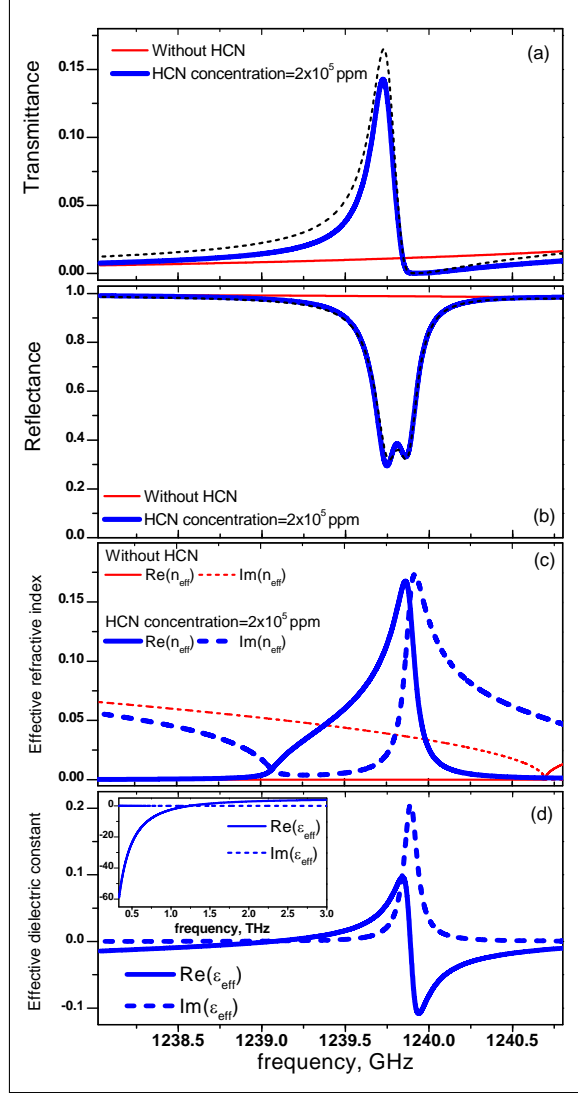 (a)
Transmittance
0.15
0.10
0.05
0.00
Without HCN
HCN concentration=2x10⁵ ppm
(b)
Reflectance
1.0
0.8
0.6
0.4
0.2
0.0
Without HCN
HCN concentration=2x10⁵ ppm
(c)
Effective refractive index
0.15
0.10
0.05
0.00
Without HCN
Re(n_eff) Im(n_eff)
HCN concentration=2x10⁵ ppm
Re(n_eff) Im(n_eff)
(d)
Effective dielectric constant
0.2
0.1
0.0
-0.1
0
-20
-40
-60
Re(ε_eff)
Im(ε_eff)
0.5 1.0 1.5 2.0 2.5 3.0
frequency, THz
Re(ε_eff)
Im(ε_eff)
1238.5 1239.0 1239.5 1240.0 1240.5
frequency, GHz